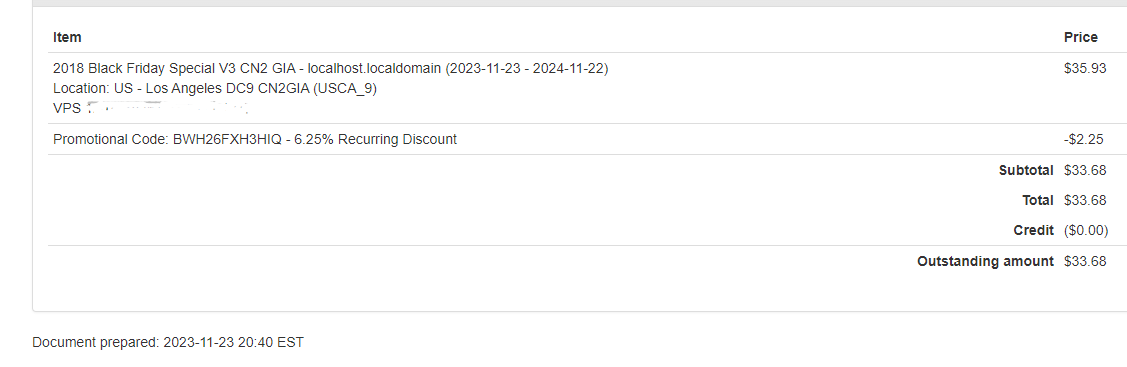 Item Price
2018 Black Friday Special V3 CN2 GIA - localhost.localdomain (2023-11-23 - 2024-11-22) $35.93
Location: US - Los Angeles DC9 CN2GIA (USCA_9)
VPS
Promotional Code: BWH26FXH3HIQ - 6.25% Recurring Discount -$2.25
Subtotal $33.68
Total $33.68
Credit ($0.00)
Outstanding amount $33.68
Document prepared: 2023-11-23 20:40 EST